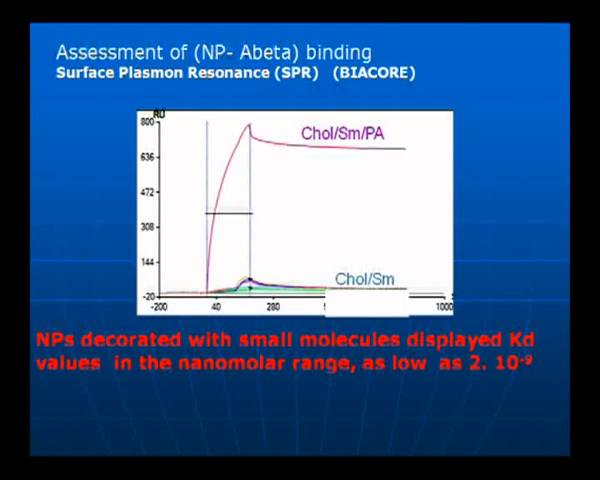 Assessment of (NP- Abeta) binding
Surface Plasmon Resonance (SPR) (BIACORE)
RU
800
Chol/Sm/PA
636
472
308
144
Chol/Sm
-20
-200 40 280 1000
NPs decorated with small molecules displayed Kd
values in the nanomolar range, as low as 2. 10⁻⁹